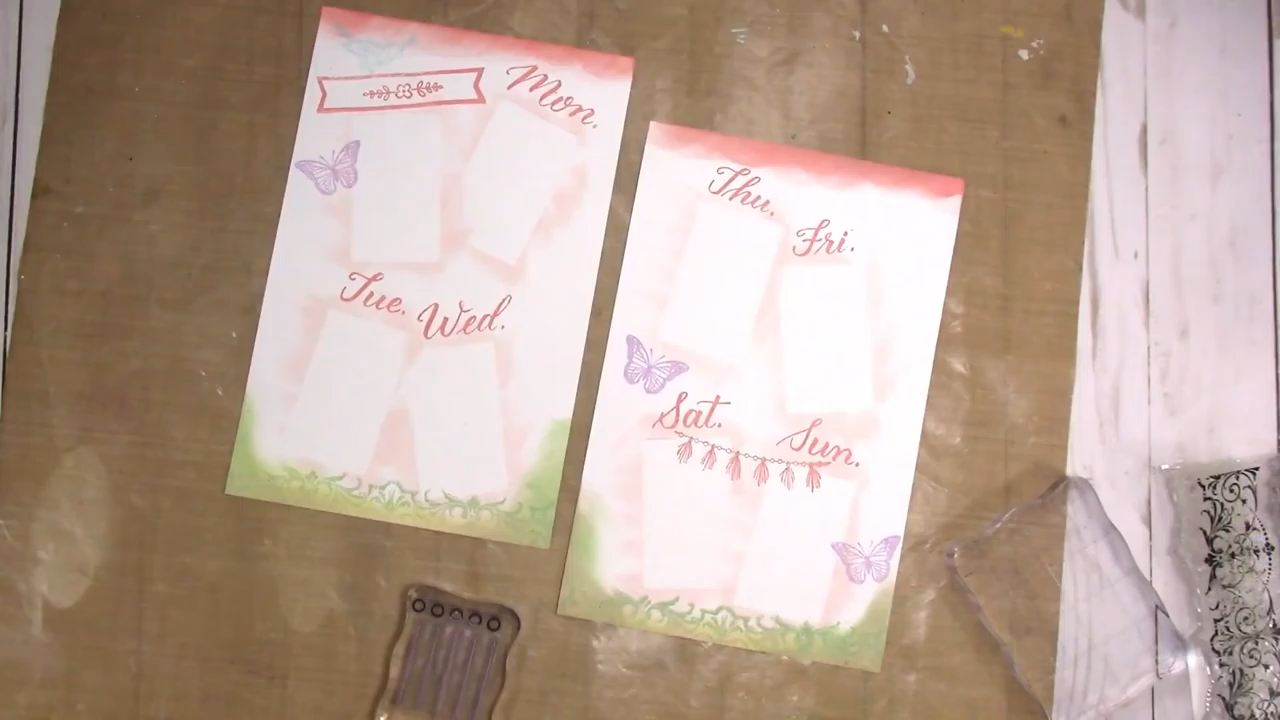 Mon.
Tue. Wed.
Thu.
Fri.
Sat.
Sun.